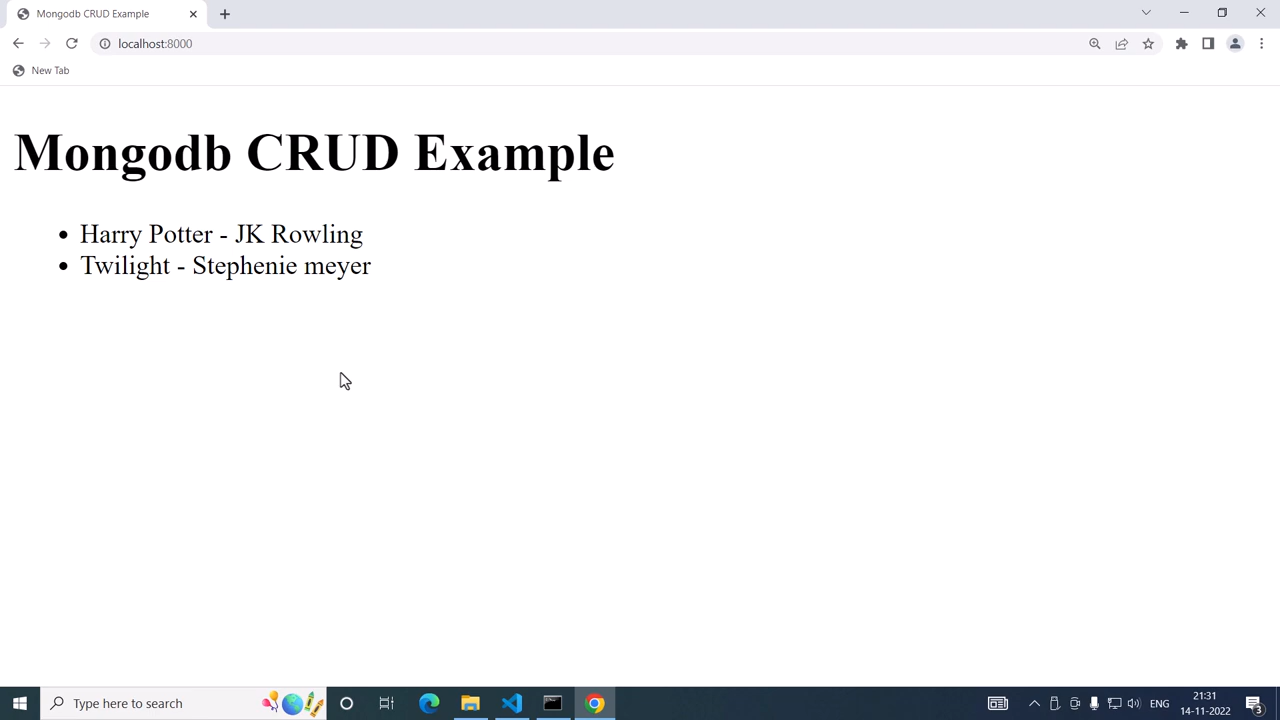 Mongodb CRUD Example
localhost:8000
New Tab
Mongodb CRUD Example
Harry Potter - JK Rowling
Twilight - Stephenie meyer
Type here to search
ENG
21:31
14-11-2022
3